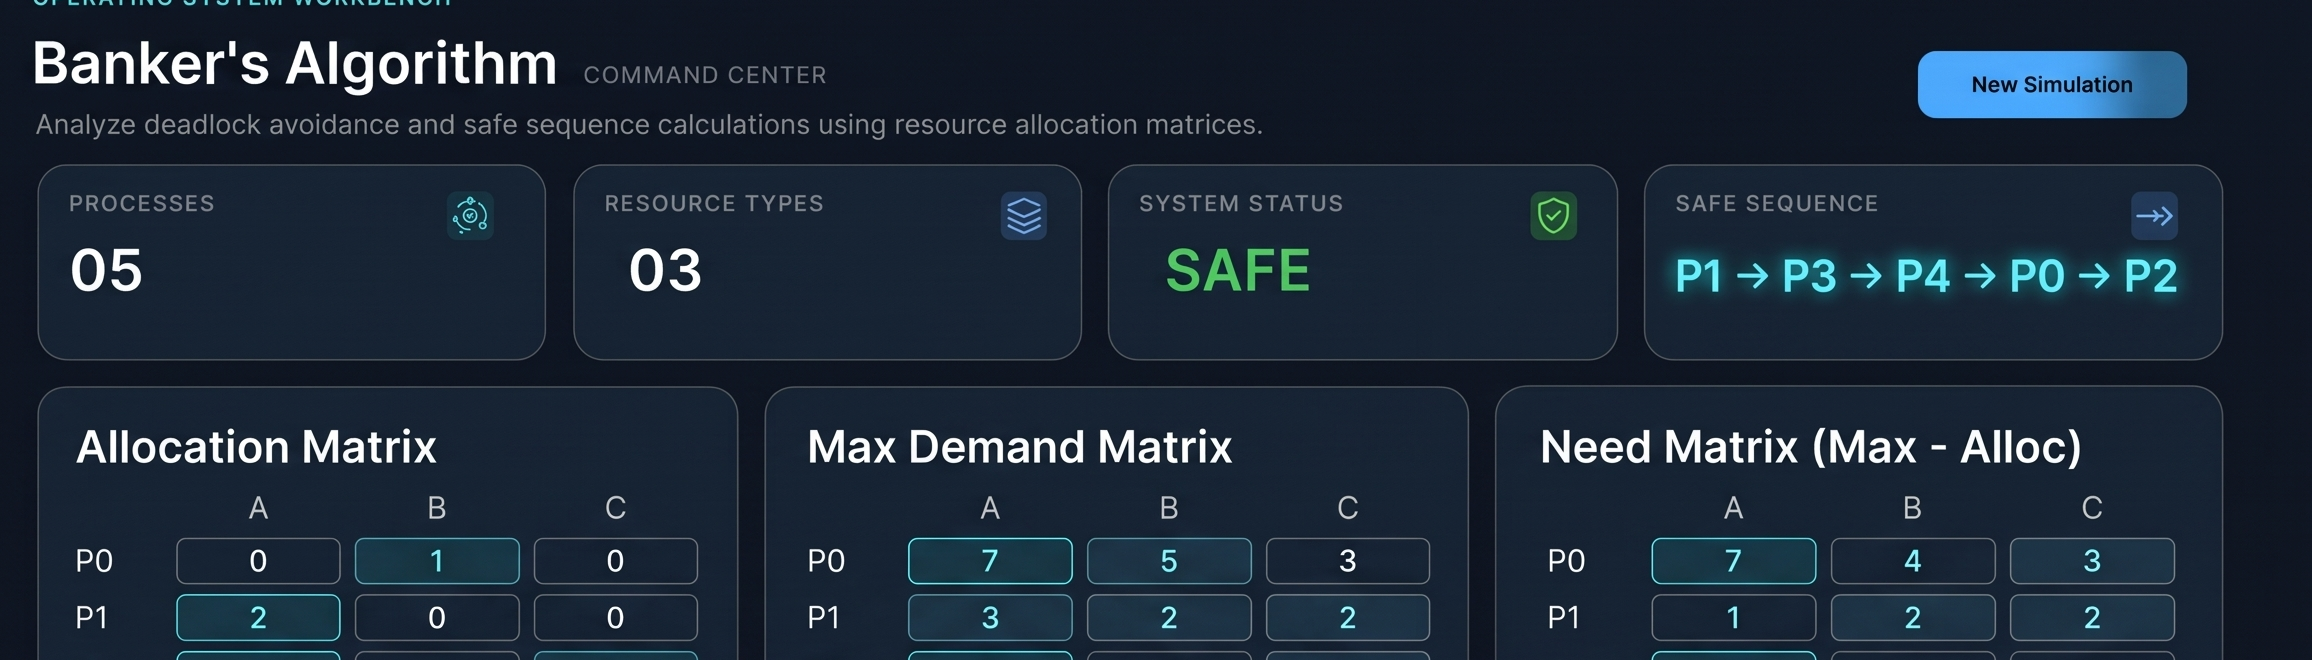 OPERATING SYSTEM WORKBENCH
Banker's Algorithm COMMAND CENTER
New Simulation
Analyze deadlock avoidance and safe sequence calculations using resource allocation matrices.
PROCESSES
05
RESOURCE TYPES
03
SYSTEM STATUS
SAFE
SAFE SEQUENCE
P1 → P3 → P4 → P0 → P2
Allocation Matrix
A B C
P0 0 1 0
P1 2 0 0
Max Demand Matrix
A B C
P0 7 5 3
P1 3 2 2
Need Matrix (Max - Alloc)
A B C
P0 7 4 3
P1 1 2 2